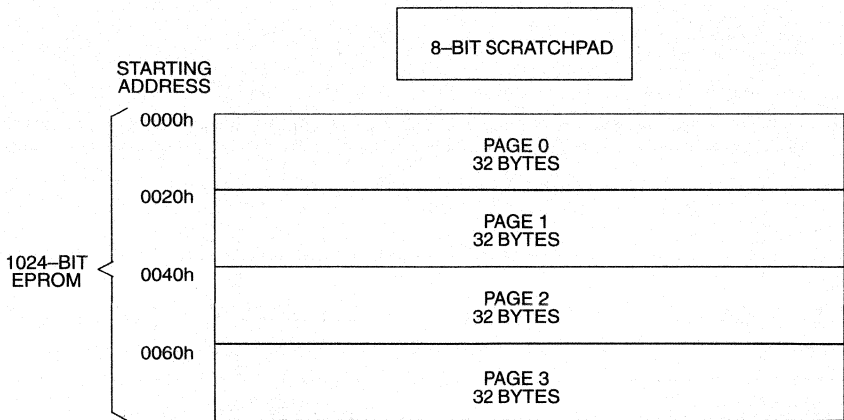 8–BIT SCRATCHPAD
STARTING
ADDRESS
0000h
PAGE 0
32 BYTES
0020h
PAGE 1
32 BYTES
1024–BIT
EPROM
0040h
PAGE 2
32 BYTES
0060h
PAGE 3
32 BYTES